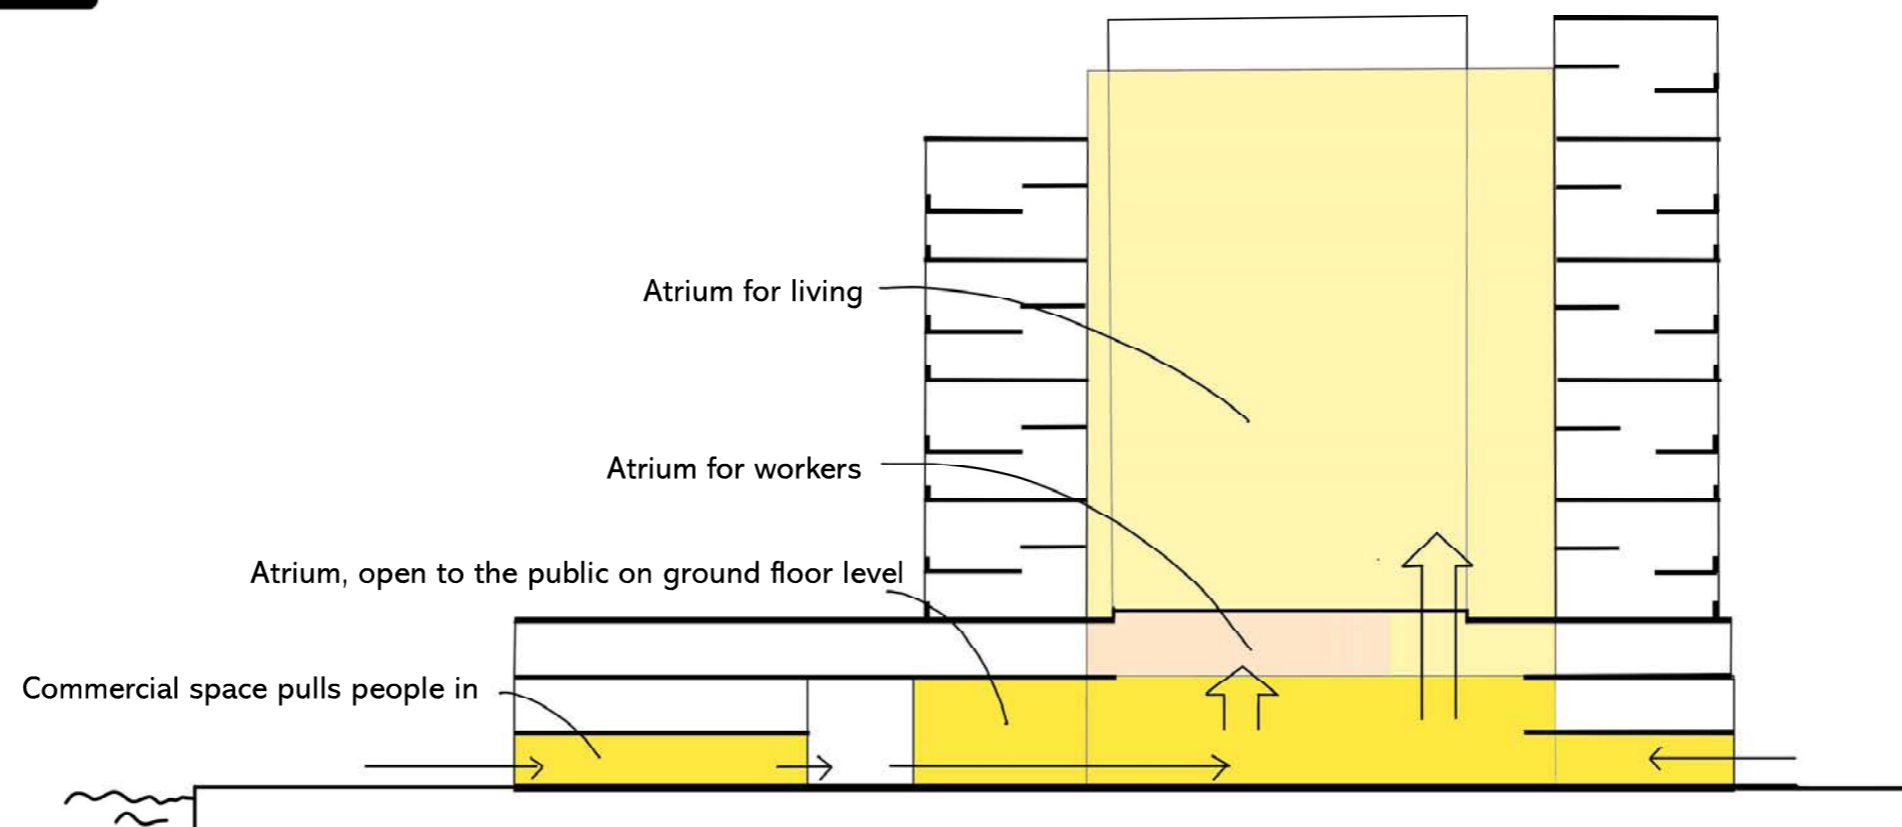 Atrium for living
Atrium for workers
Atrium, open to the public on ground floor level
Commercial space pulls people in